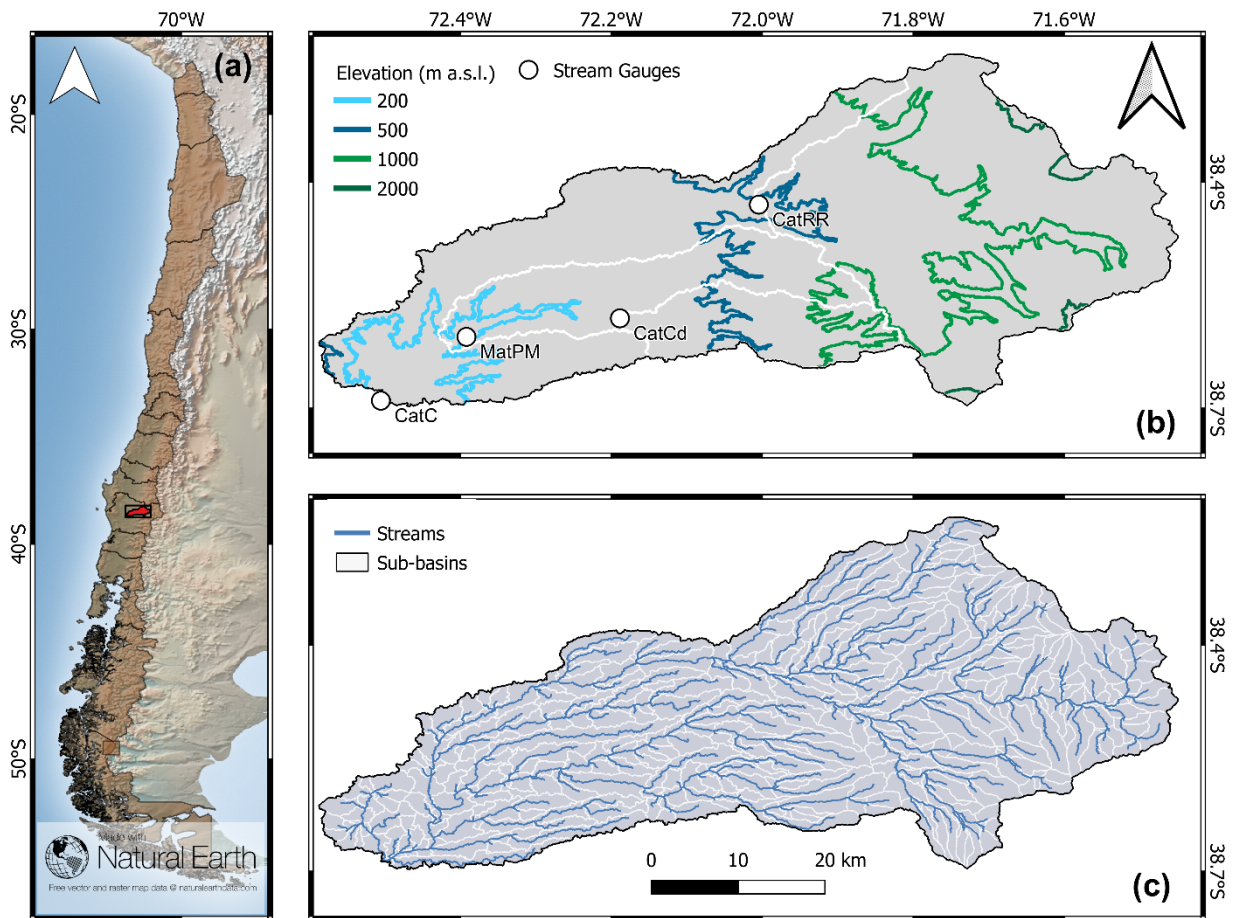 70°W
72.4°W
72.2°W
72.0°W
71.8°W
71.6°W
(a)
20°S
30°S
40°S
50°S
Made with
Natural Earth
Free vector and raster map data @ naturalearthdata.com
Elevation (m a.s.l.)
Stream Gauges
200
500
1000
2000
CatRR
CatCd
MatPM
CatC
38.4°S
38.7°S
(b)
Streams
Sub-basins
38.4°S
38.7°S
0 10 20 km
(c)